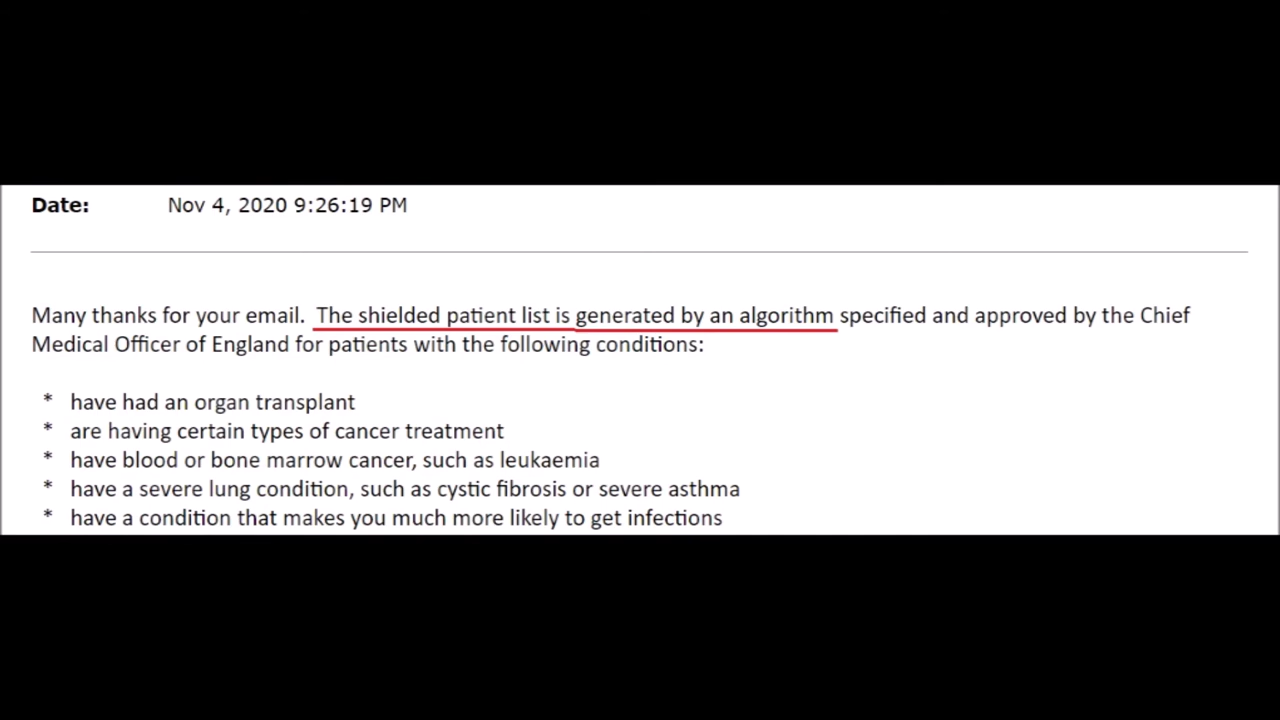 Date: Nov 4, 2020 9:26:19 PM
Many thanks for your email. The shielded patient list is generated by an algorithm specified and approved by the Chief
Medical Officer of England for patients with the following conditions:
* have had an organ transplant
* are having certain types of cancer treatment
* have blood or bone marrow cancer, such as leukaemia
* have a severe lung condition, such as cystic fibrosis or severe asthma
* have a condition that makes you much more likely to get infections